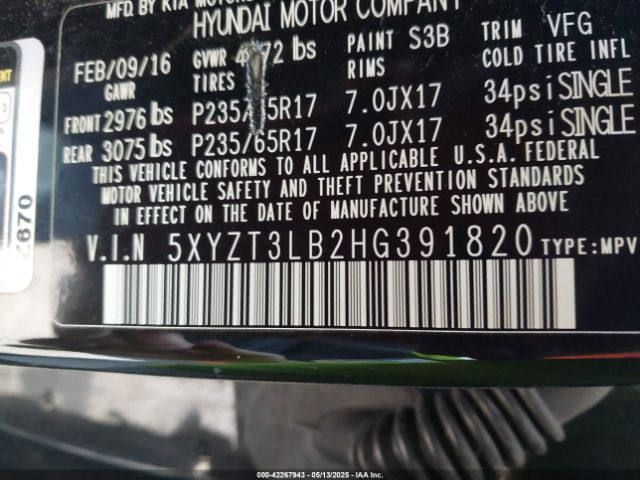 MFD. BY KIA MOTORS
HYUNDAI MOTOR COMPANY
FEB/09/16 GVWR lbs PAINT S3B TRIM VFG
GAWR TIRES RIMS COLD TIRE INFL
FRONT 2976 lbs P235/65R17 7.0JX17 34psi SINGLE
REAR 3075 lbs P235/65R17 7.0JX17 34psi SINGLE
THIS VEHICLE CONFORMS TO ALL APPLICABLE U.S.A. FEDERAL
MOTOR VEHICLE SAFETY AND THEFT PREVENTION STANDARDS
IN EFFECT ON THE DATE OF MANUFACTURE SHOWN ABOVE.
V.I.N 5XYZT3LB2HG391820 TYPE: MPV
000-42267943 05/13/2025 IAAI INC.